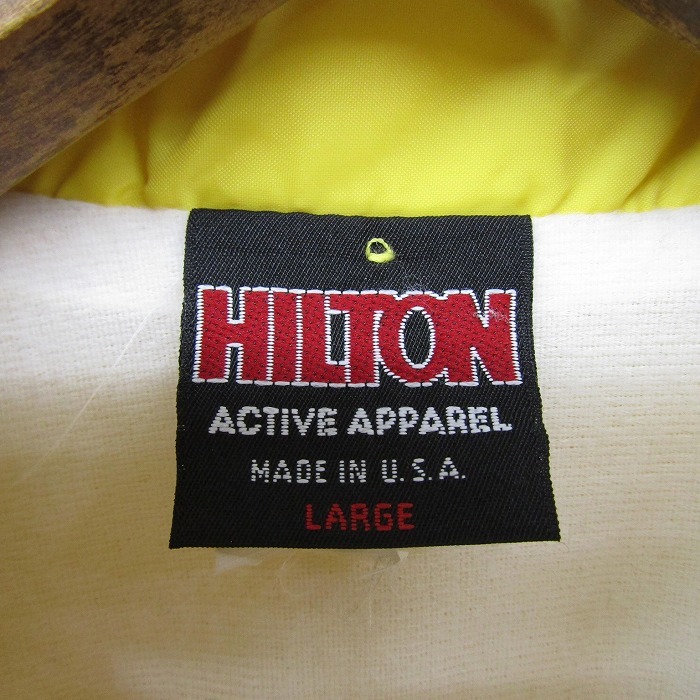 HILTON
ACTIVE APPAREL
MADE IN U.S.A.
LARGE